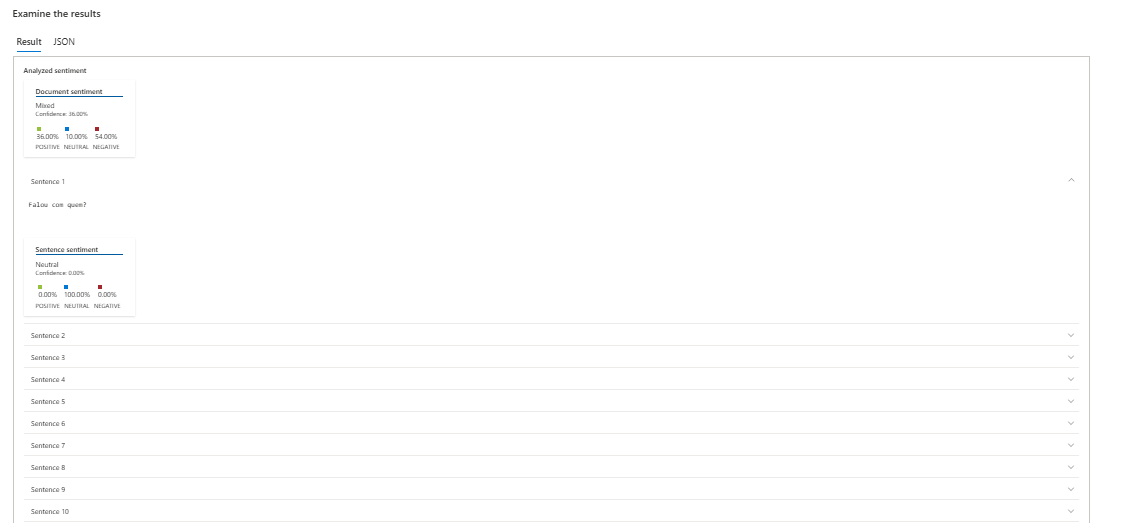 Examine the results
Result JSON
Analyzed sentiment
Document sentiment
Mixed
Confidence: 36.00%
36.00% 10.00% 54.00%
POSITIVE NEUTRAL NEGATIVE
Sentence 1
Falou com quem?
Sentence sentiment
Neutral
Confidence: 0.00%
0.00% 100.00% 0.00%
POSITIVE NEUTRAL NEGATIVE
Sentence 2
Sentence 3
Sentence 4
Sentence 5
Sentence 6
Sentence 7
Sentence 8
Sentence 9
Sentence 10